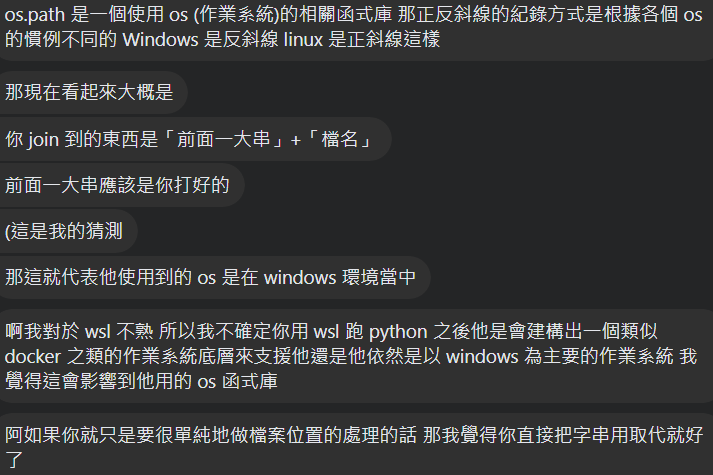 os.path 是一個使用 os (作業系統)的相關函式庫 那正反斜線的紀錄方式是根據各個 os
的慣例不同的 Windows 是反斜線 linux 是正斜線這樣
那現在看起來大概是
你 join 到的東西是「前面一大串」+「檔名」
前面一大串應該是你打好的
(這是我的猜測
那這就代表他使用到的 os 是在 windows 環境當中
啊我對於 wsl 不熟 所以我不確定你用 wsl 跑 python 之後他是會建構出一個類似
docker 之類的作業系統底層來支援他還是他依然是以 windows 為主要的作業系統 我
覺得這會影響到他用的 os 函式庫
阿如果你就只是要很單純地做檔案位置的處理的話 那我覺得你直接把字串用取代就好
了